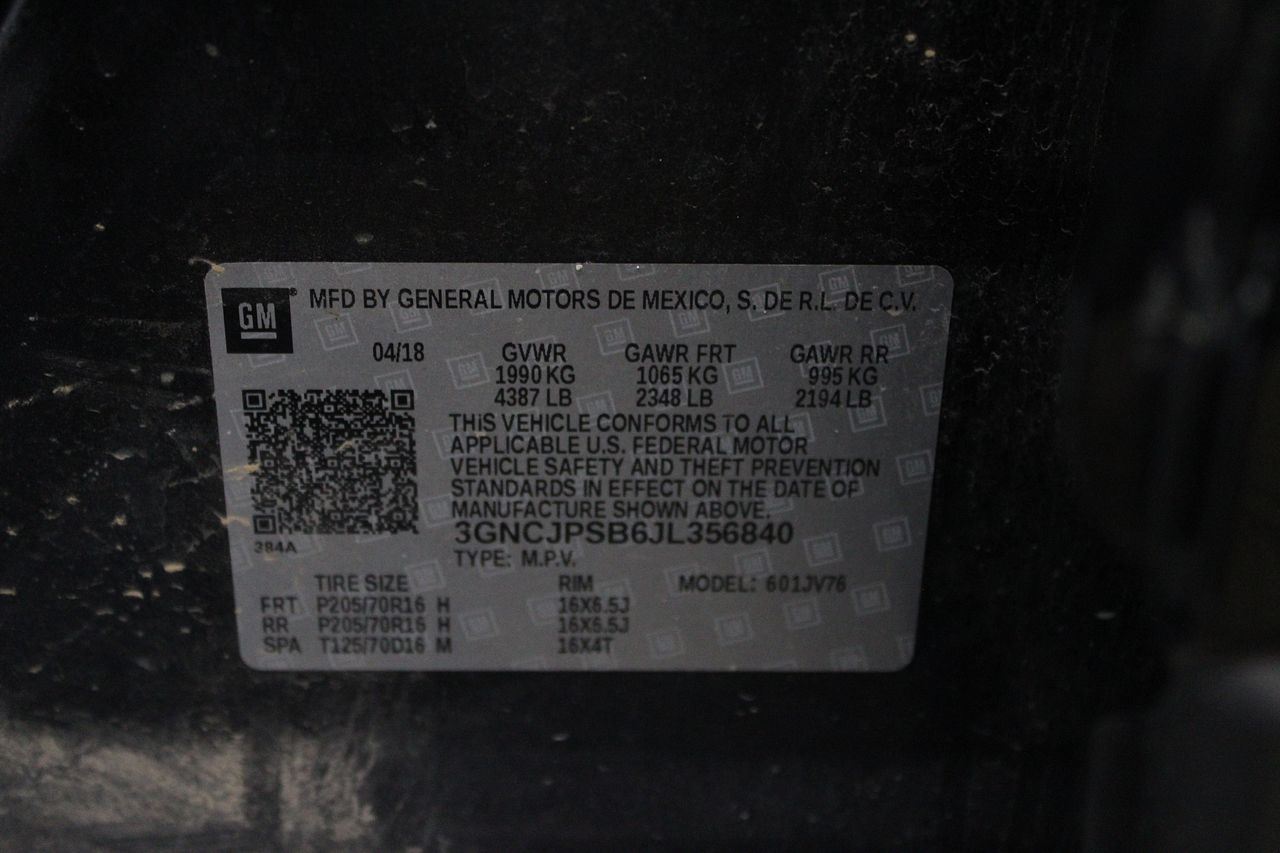 GM® MFD BY GENERAL MOTORS DE MEXICO, S. DE R.L. DE C.V.
04/18 GVWR GAWR FRT GAWR RR
1990 KG 1065 KG 995 KG
4387 LB 2348 LB 2194 LB
THIS VEHICLE CONFORMS TO ALL
APPLICABLE U.S. FEDERAL MOTOR
VEHICLE SAFETY AND THEFT PREVENTION
STANDARDS IN EFFECT ON THE DATE OF
MANUFACTURE SHOWN ABOVE.
3GNCJPSB6JL356840
384A
TYPE: M.P.V.
TIRE SIZE RIM MODEL: 601JV76
FRT P205/70R16 H 16X6.5J
RR P205/70R16 H 16X6.5J
SPA T125/70D16 M 16X4T